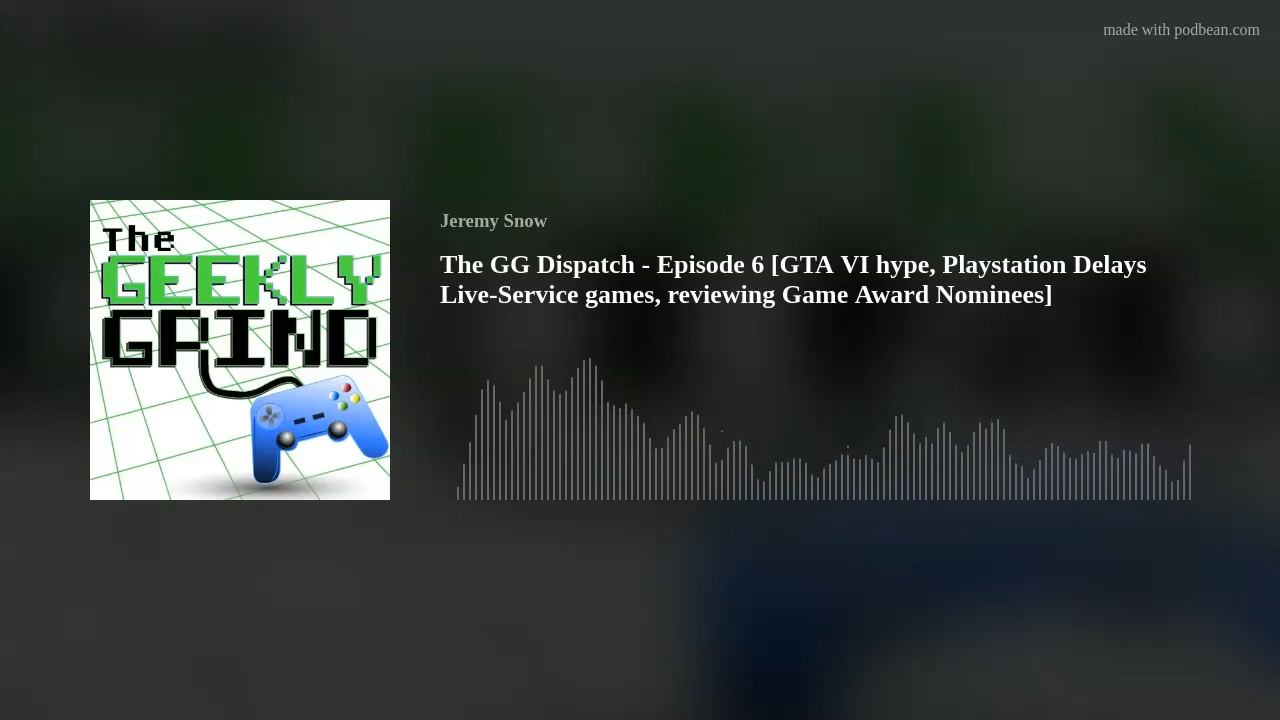 made with podbean.com
The
GEEKLY
GRIND
Jeremy Snow
The GG Dispatch - Episode 6 [GTA VI hype, Playstation Delays
Live-Service games, reviewing Game Award Nominees]